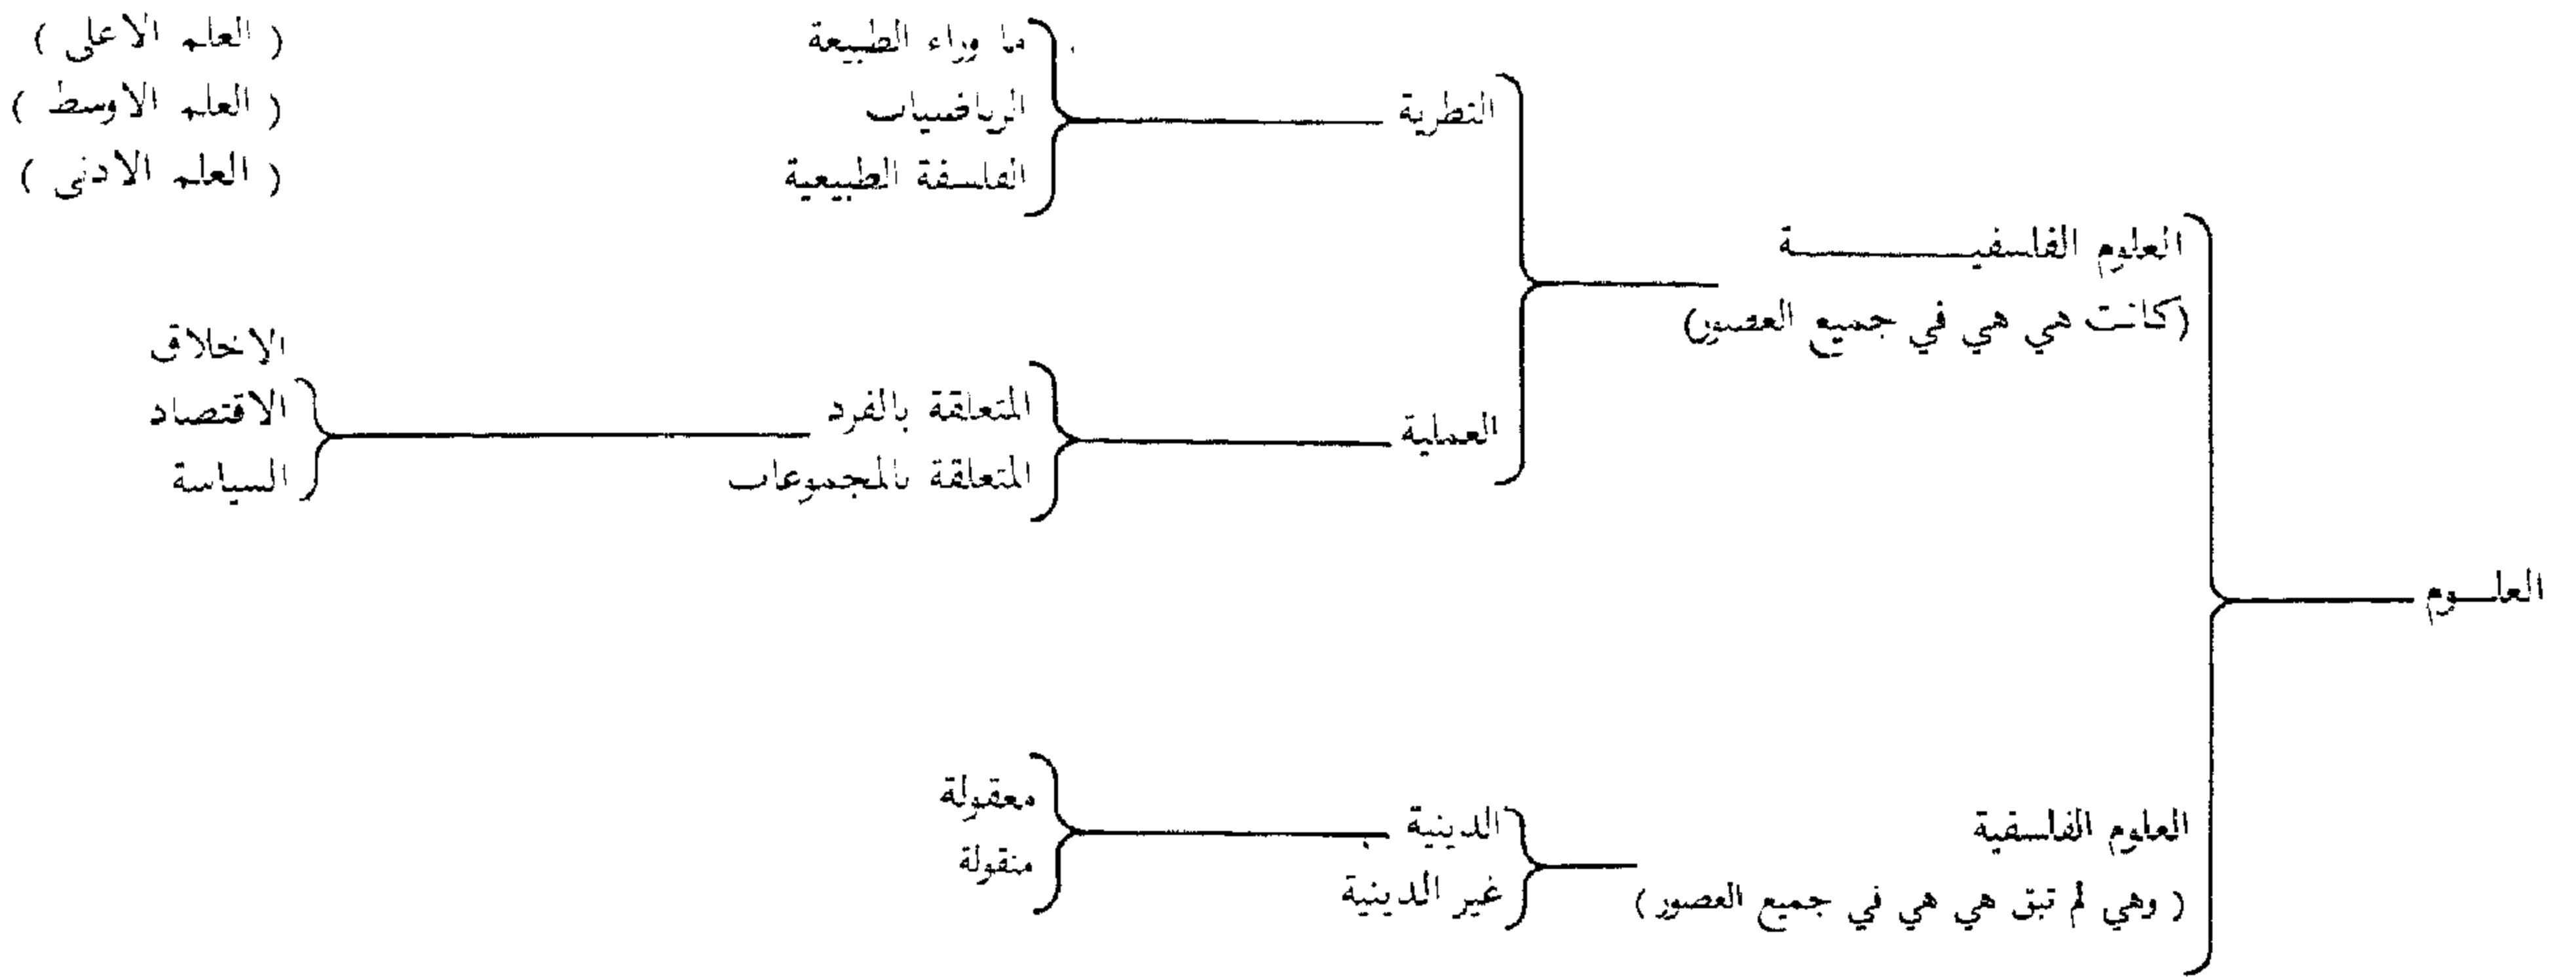 العلوم
العلوم الفلسفية
(كانت هي هي في جميع العصور)
النظرية
ما وراء الطبيعة
( العلم الاعلى )
الرياضيات
( العلم الاوسط )
الفلسفة الطبيعية
( العلم الادنى )
العملية
المتعلقة بالفرد
المتعلقة بالمجموعات
الاخلاق
الاقتصاد
السياسة
العلوم الفلسفية
( وهي لم تبق هي هي في جميع العصور )
الدينية
معقولة
منقولة
غير الدينية